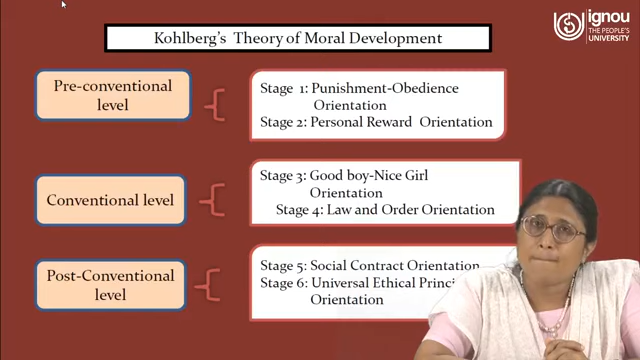 ignou
THE PEOPLE'S
UNIVERSITY
Kohlberg's Theory of Moral Development
Pre-conventional
level
Stage 1: Punishment-Obedience
Orientation
Stage 2: Personal Reward Orientation
Conventional level
Stage 3: Good boy-Nice Girl
Orientation
Stage 4: Law and Order Orientation
Post-Conventional
level
Stage 5: Social Contract Orientation
Stage 6: Universal Ethical
Orientation